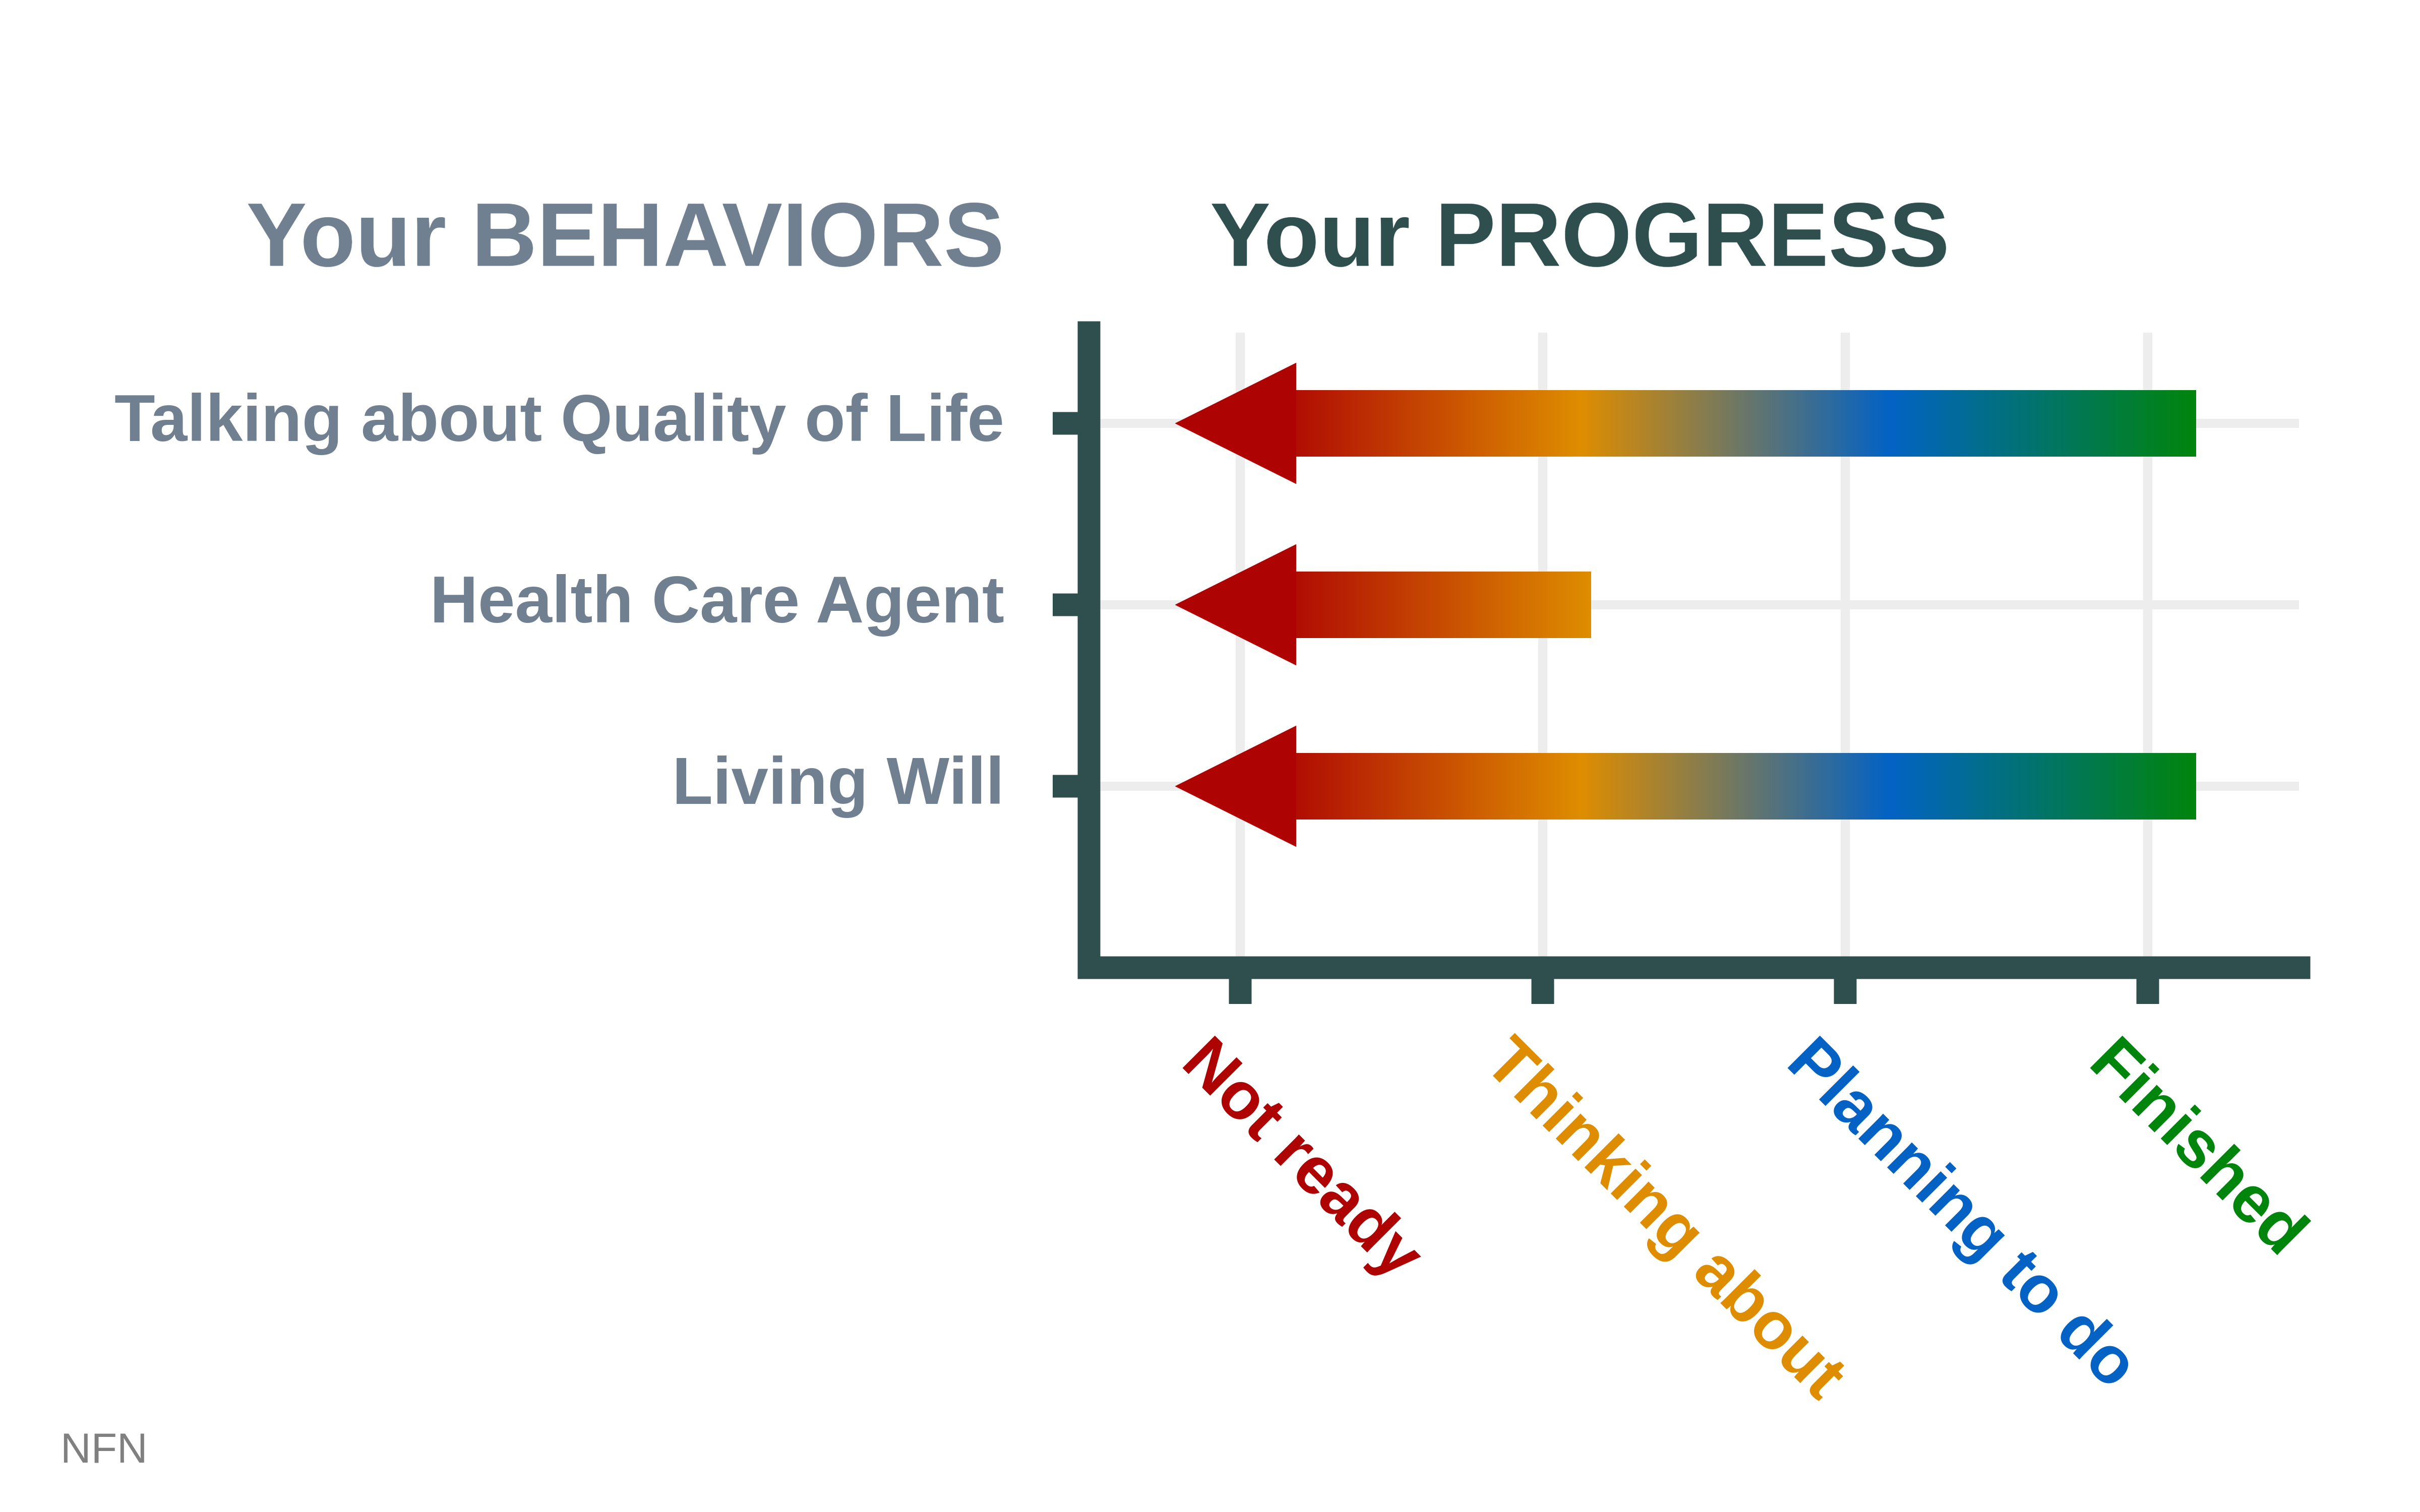 Your BEHAVIORS
Your PROGRESS
Talking about Quality of Life
Health Care Agent
Living Will
Not ready
Thinking about
Planning to do
Finished
NFN